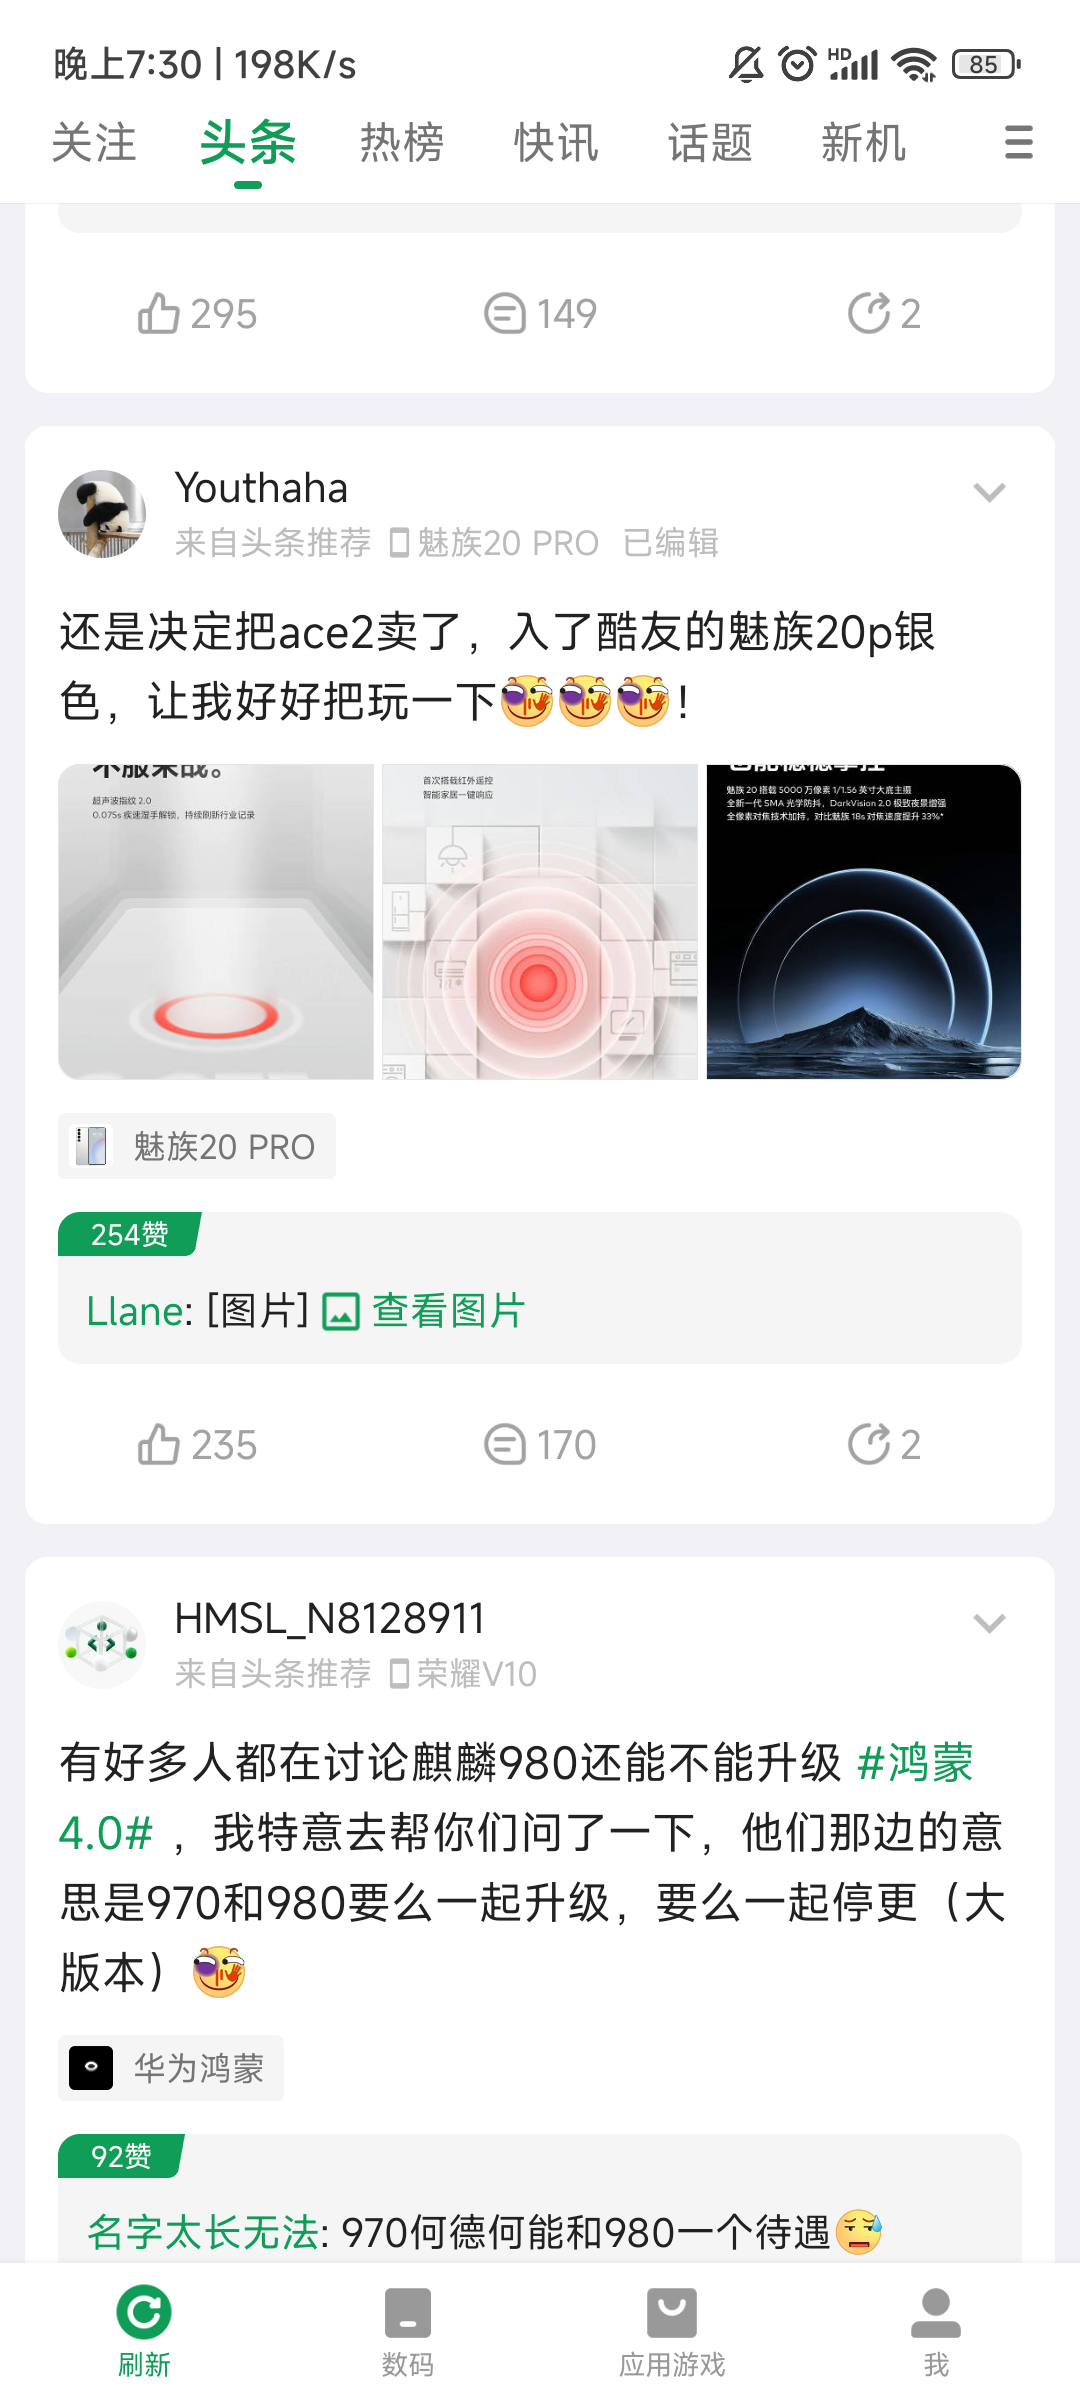 晚上7:30 | 198K/s
HD
85
关注 头条 热榜 快讯 话题 新机
295 149 2
Youthaha
来自头条推荐 魅族20 PRO 已编辑
还是决定把ace2卖了，入了酷友的魅族20p银
色，让我好好把玩一下！
不服来战。
超声波指纹 2.0
0.075s 疾速湿手解锁，持续刷新行业记录
首次搭载红外遥控
智能家居一键响应
魅族 20 搭载 5000 万像素 1/1.56 英寸大底主摄
全新一代 SMA 光学防抖，DarkVision 2.0 极致夜景增强
全像素对焦技术加持，对比魅族 18s 对焦速度提升 33%*
魅族20 PRO
254赞
Llane: [图片] 查看图片
235 170 2
HMSL_N8128911
来自头条推荐 荣耀V10
有好多人都在讨论麒麟980还能不能升级 #鸿蒙
4.0# ，我特意去帮你们问了一下，他们那边的意
思是970和980要么一起升级，要么一起停更（大
版本）
华为鸿蒙
92赞
名字太长无法: 970何德何能和980一个待遇
刷新 数码 应用游戏 我